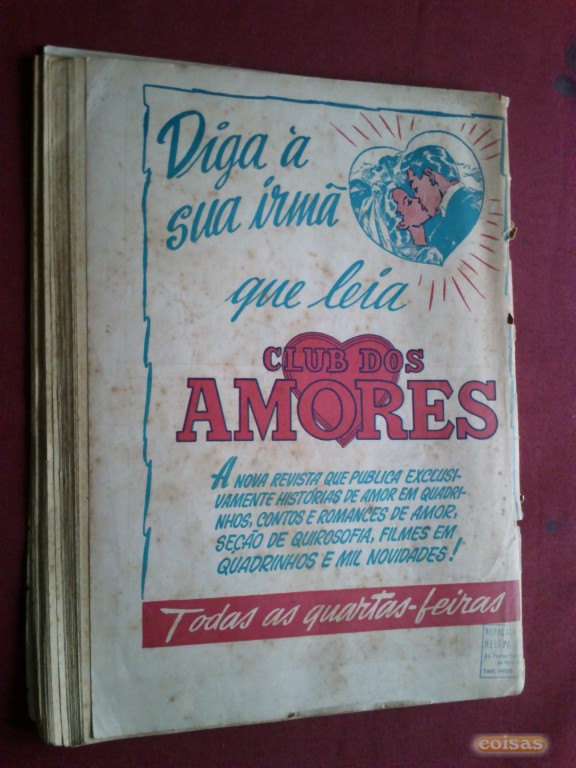 Diga à
sua irmã
que leia
CLUB DOS
AMORES
A NOVA REVISTA QUE PUBLICA EXCLUSI-
VAMENTE HISTÓRIAS DE AMOR EM QUADRI-
NHOS, CONTOS E ROMANCES DE AMOR,
SEÇÃO DE QUIROSOFIA, FILMES EM
QUADRINHOS E MIL NOVIDADES!
Todas as quartas-feiras
HELENA
coisas